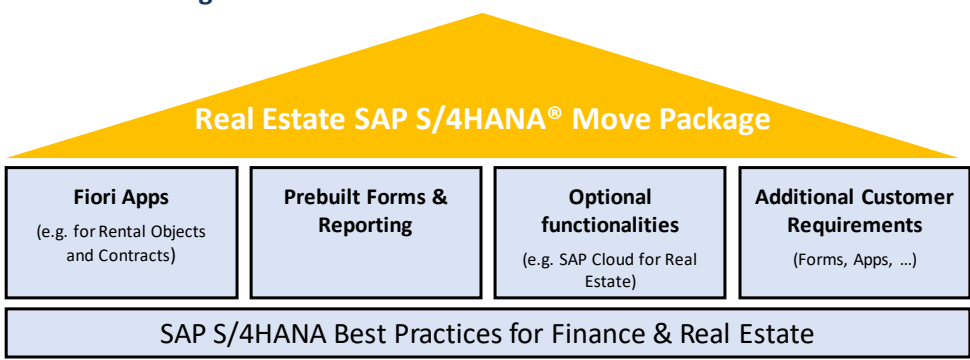 Real Estate SAP S/4HANA® Move Package
Fiori Apps
(e.g. for Rental Objects
and Contracts)
Prebuilt Forms &
Reporting
Optional
functionalities
(e.g. SAP Cloud for Real
Estate)
Additional Customer
Requirements
(Forms, Apps, …)
SAP S/4HANA Best Practices for Finance & Real Estate